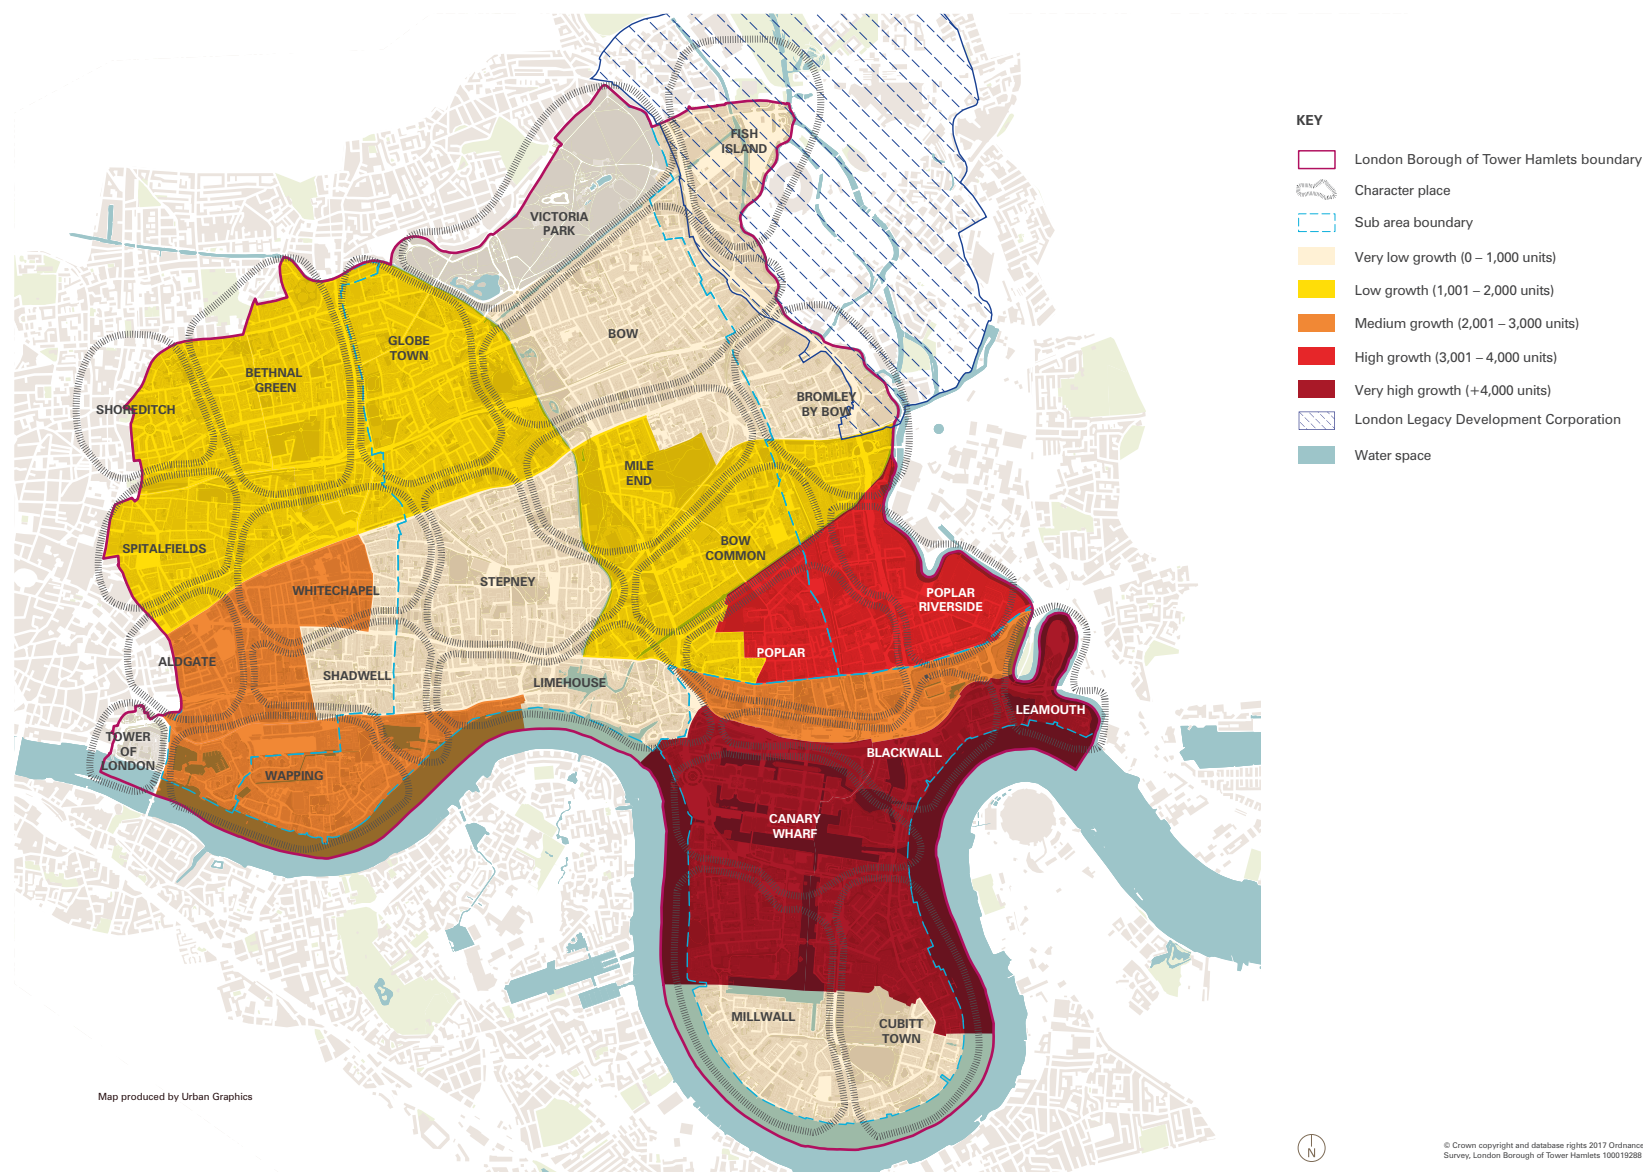 FISH
ISLAND
VICTORIA
PARK
BOW
GLOBE
TOWN
BETHNAL
GREEN
SHOREDITCH
BROMLEY
BY BOW
MILE
END
BOW
COMMON
SPITALFIELDS
WHITECHAPEL
STEPNEY
POPLAR
RIVERSIDE
POPLAR
ALDGATE
SHADWELL
LIMEHOUSE
LEAMOUTH
TOWER
OF
LONDON
WAPPING
BLACKWALL
CANARY
WHARF
MILLWALL
CUBITT
TOWN
Map produced by Urban Graphics
KEY
London Borough of Tower Hamlets boundary
Character place
Sub area boundary
Very low growth (0 – 1,000 units)
Low growth (1,001 – 2,000 units)
Medium growth (2,001 – 3,000 units)
High growth (3,001 – 4,000 units)
Very high growth (+4,000 units)
London Legacy Development Corporation
Water space
N
© Crown copyright and database rights 2017 Ordnance
Survey, London Borough of Tower Hamlets 100019288